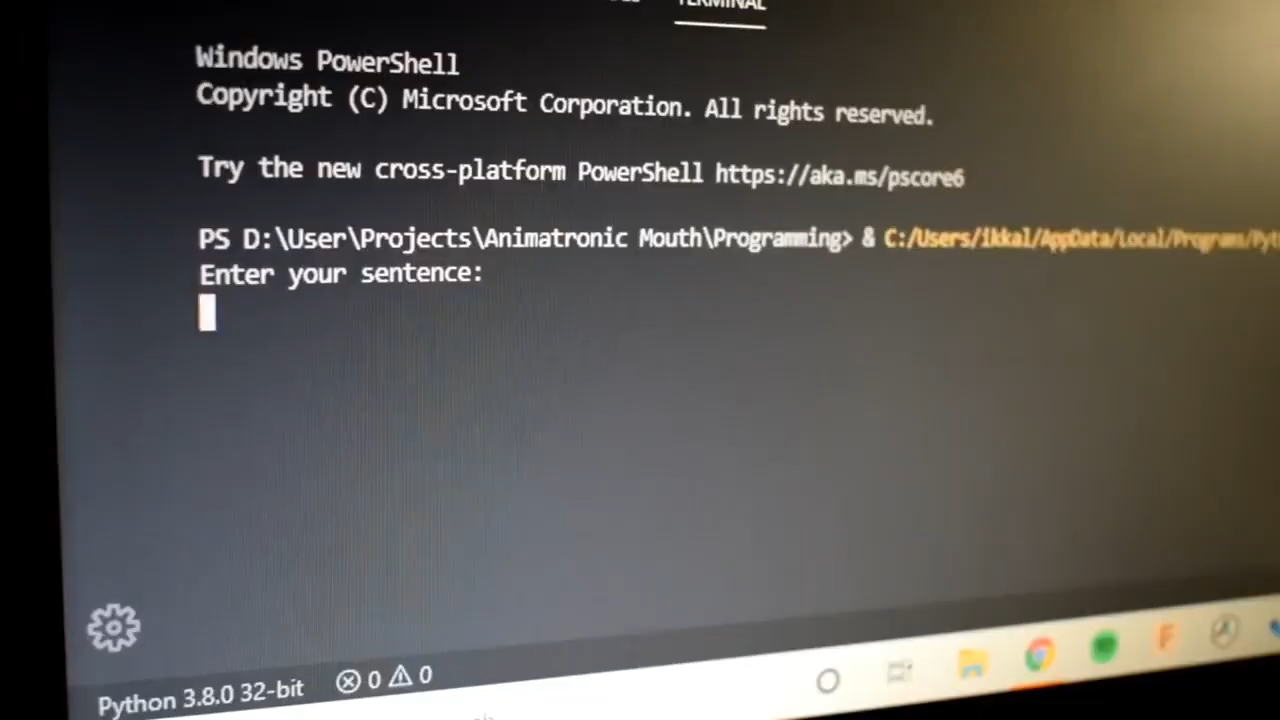 TERMINAL
Windows PowerShell
Copyright (C) Microsoft Corporation. All rights reserved.
Try the new cross-platform PowerShell https://aka.ms/pscore6
PS D:\User\Projects\Animatronic Mouth\Programming> & C:/Users/ikkal/AppData/Local/Programs/Pyth
Enter your sentence:
Python 3.8.0 32-bit 0 0